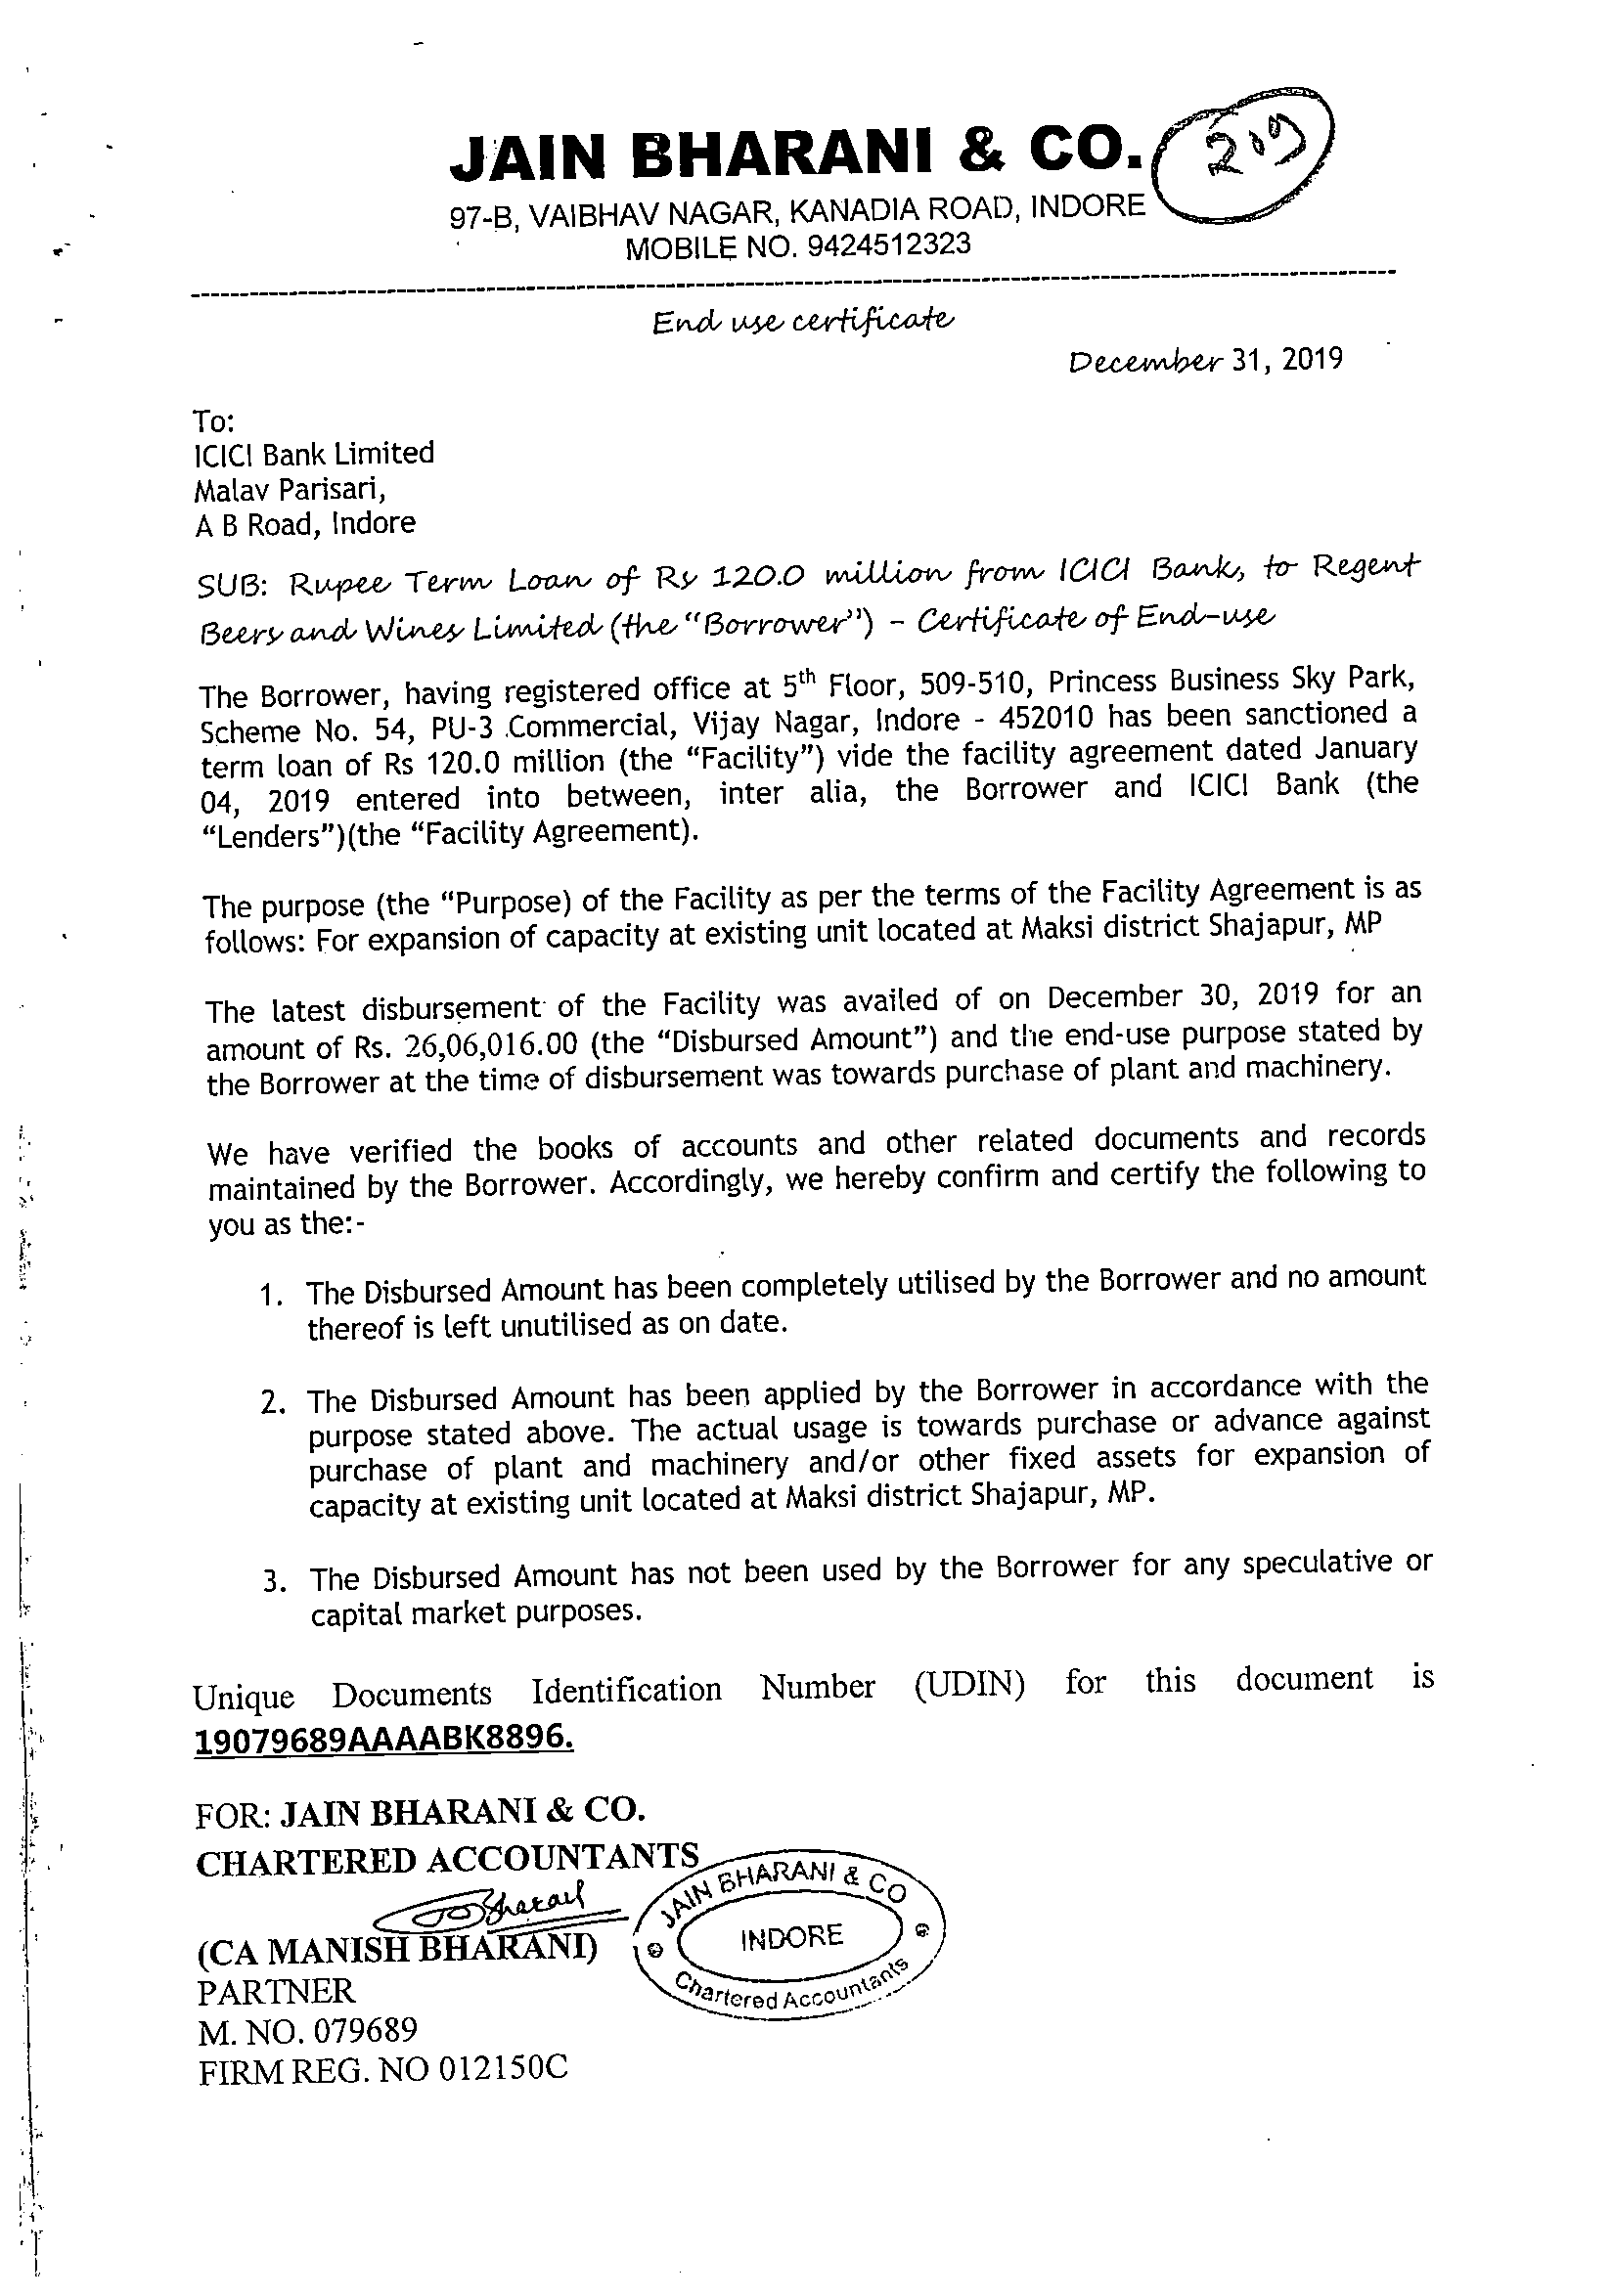 JAIN BHARANI & CO.
97-B, VAIBHAV NAGAR, KANADIA ROAD, INDORE
MOBILE NO. 9424512323
End use certificate
December 31, 2019
To:
ICICI Bank Limited
Malav Parisari,
A B Road, Indore
SUB: Rupee Term Loan of Rs 120.0 million from ICICI Bank, to Regent
Beers and Wines Limited (the “Borrower”) – Certificate of End-use
The Borrower, having registered office at 5th Floor, 509-510, Princess Business Sky Park,
Scheme No. 54, PU-3 Commercial, Vijay Nagar, Indore - 452010 has been sanctioned a
term loan of Rs 120.0 million (the “Facility”) vide the facility agreement dated January
04, 2019 entered into between, inter alia, the Borrower and ICICI Bank (the
“Lenders”)(the “Facility Agreement).
The purpose (the “Purpose) of the Facility as per the terms of the Facility Agreement is as
follows: For expansion of capacity at existing unit located at Maksi district Shajapur, MP
The latest disbursement of the Facility was availed of on December 30, 2019 for an
amount of Rs. 26,06,016.00 (the “Disbursed Amount”) and the end-use purpose stated by
the Borrower at the time of disbursement was towards purchase of plant and machinery.
We have verified the books of accounts and other related documents and records
maintained by the Borrower. Accordingly, we hereby confirm and certify the following to
you as the:-
1. The Disbursed Amount has been completely utilised by the Borrower and no amount
thereof is left unutilised as on date.
2. The Disbursed Amount has been applied by the Borrower in accordance with the
purpose stated above. The actual usage is towards purchase or advance against
purchase of plant and machinery and/or other fixed assets for expansion of
capacity at existing unit located at Maksi district Shajapur, MP.
3. The Disbursed Amount has not been used by the Borrower for any speculative or
capital market purposes.
Unique Documents Identification Number (UDIN) for this document is
19079689AAAABK8896.
FOR: JAIN BHARANI & CO.
CHARTERED ACCOUNTANTS
(CA MANISH BHARANI)
PARTNER
M. NO. 079689
FIRM REG. NO 012150C
JAIN BHARANI & CO
INDORE
Chartered Accountants